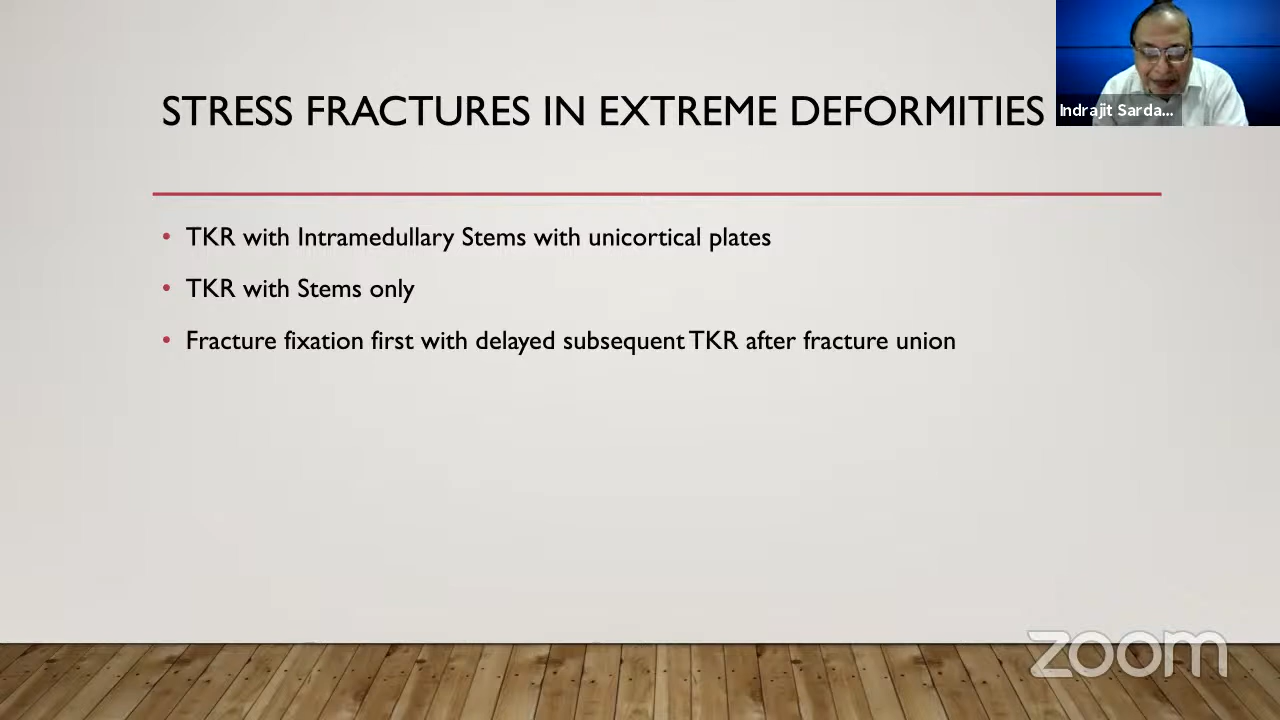 STRESS FRACTURES IN EXTREME DEFORMITIES
Indrajit Sarda...
• TKR with Intramedullary Stems with unicortical plates
• TKR with Stems only
• Fracture fixation first with delayed subsequent TKR after fracture union
zoom